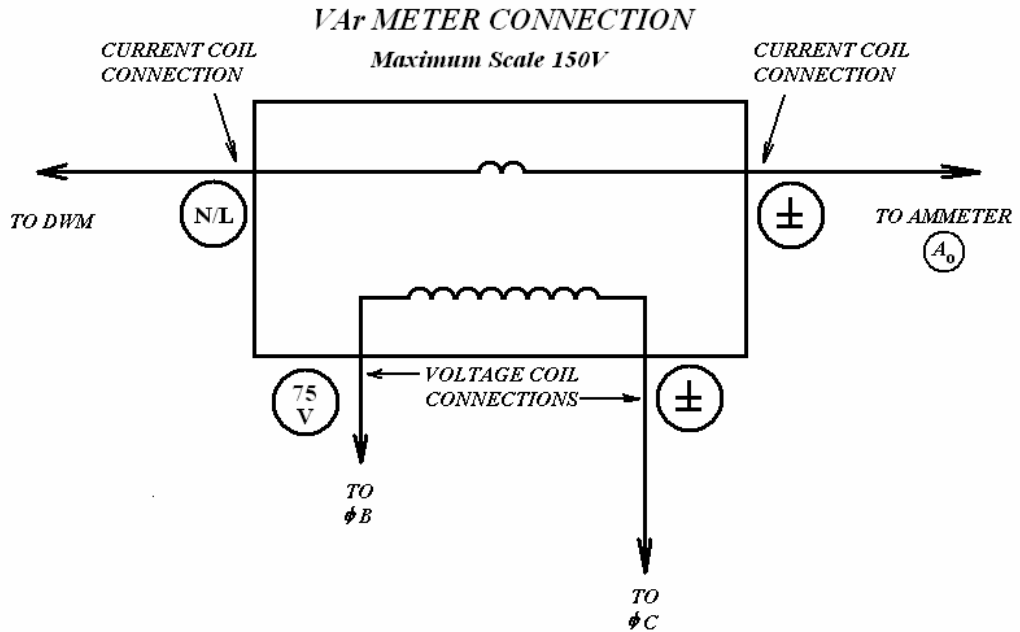 VAr METER CONNECTION
Maximum Scale 150V
CURRENT COIL
CONNECTION
CURRENT COIL
CONNECTION
N/L
±
TO DWM
TO AMMETER
A₀
75
V
VOLTAGE COIL
CONNECTIONS
±
TO
ϕB
TO
ϕC